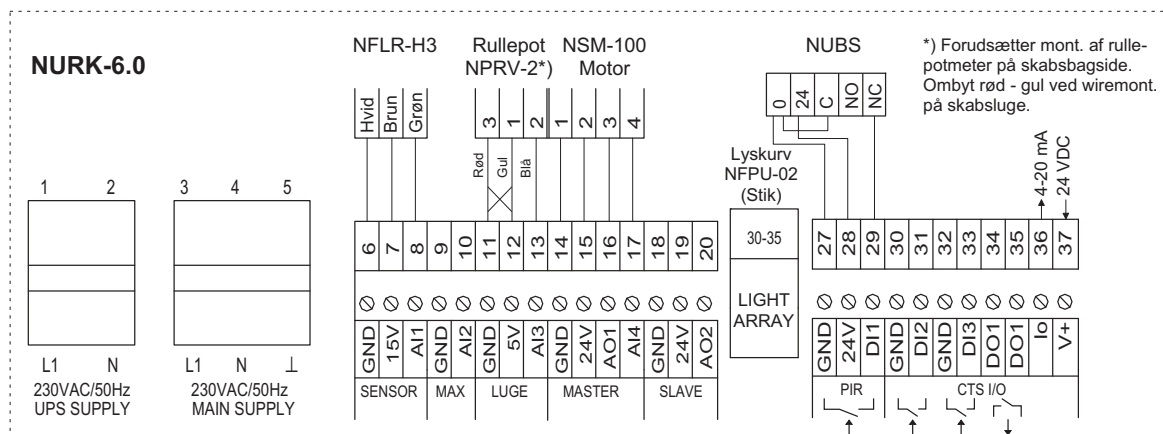 NURK-6.0
NFLR-H3
Rullepot
NPRV-2*)
NSM-100
Motor
NUBS
*) Forudsætter mont. af rulle-
potmeter på skabsbagside.
Ombyt rød - gul ved wiremont.
på skabsluge.
Hvid
Brun
Grøn
3 1 2 1 2 3 4
0 24 C NO NC
Rød
Gul
Blå
Lyskurv
NFPU-02
(Stik)
4-20 mA
24 VDC
1 2
3 4 5
6 7 8 9 10 11 12 13 14 15 16 17 18 19 20
30-35
27 28 29 30 31 32 33 34 35 36 37
LIGHT
ARRAY
GND 15V AI1 GND AI2 GND 5V AI3 GND 24V AO1 AI4 GND 24V AO2
GND 24V DI1 GND DI2 GND DI3 DO1 DO1 Io V+
L1 N
230VAC/50Hz
UPS SUPPLY
L1 N ⊥
230VAC/50Hz
MAIN SUPPLY
SENSOR MAX LUGE MASTER SLAVE
PIR CTS I/O